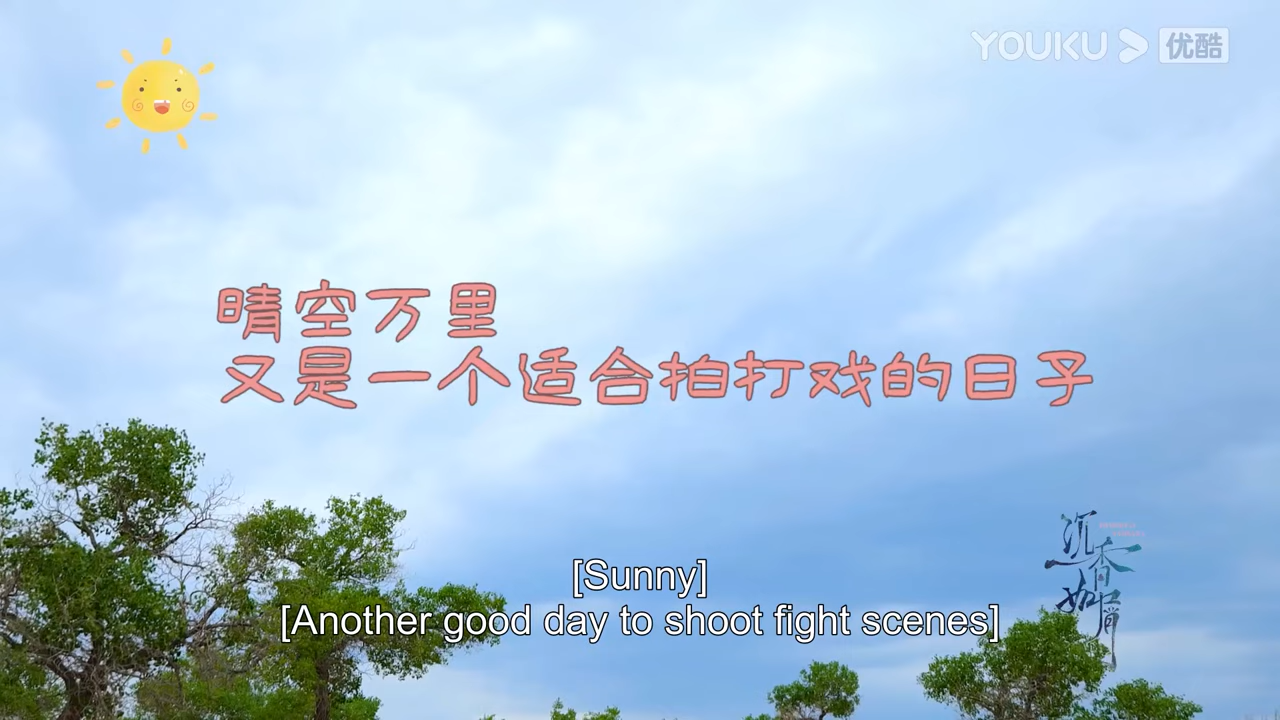 YOUKU 优酷
晴空万里
又是一个适合拍打戏的日子
沉香如屑
[Sunny]
[Another good day to shoot fight scenes]